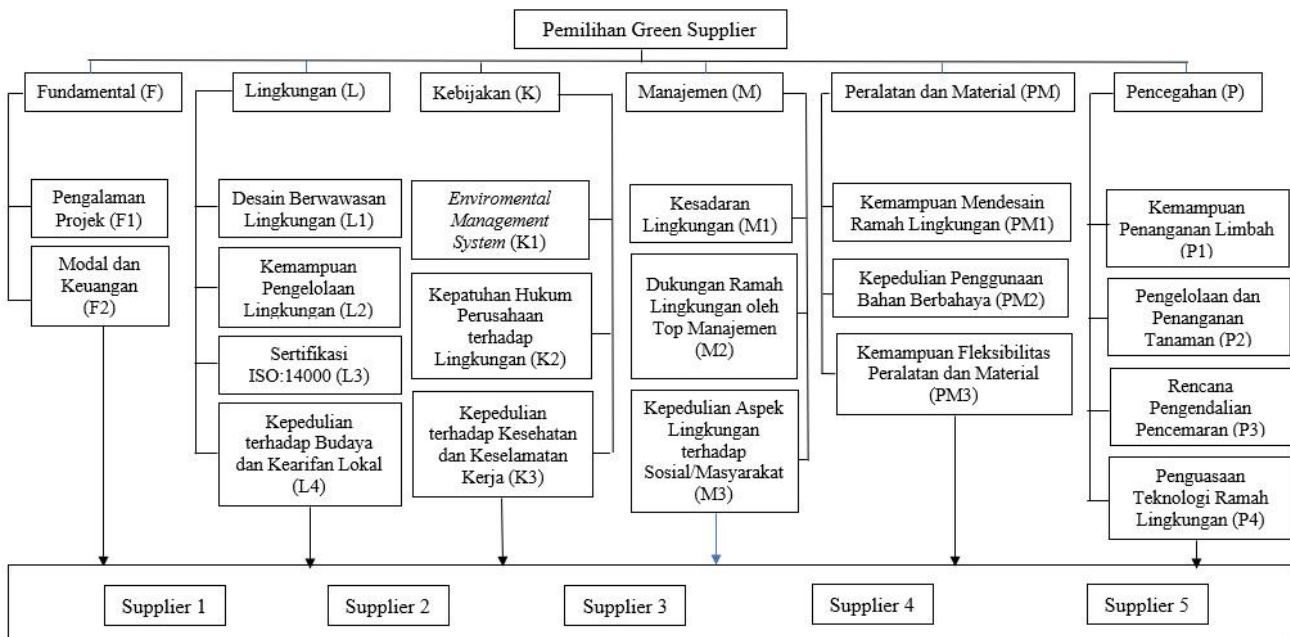 Pemilihan Green Supplier
Fundamental (F)
Lingkungan (L)
Kebijakan (K)
Manajemen (M)
Peralatan dan Material (PM)
Pencegahan (P)
Pengalaman
Projek (F1)
Modal dan
Keuangan
(F2)
Desain Berwawasan
Lingkungan (L1)
Kemampuan
Pengelolaan
Lingkungan (L2)
Sertifikasi
ISO:14000 (L3)
Kepedulian
terhadap Budaya
dan Kearifan Lokal
(L4)
Enviromental
Management
System (K1)
Kepatuhan Hukum
Perusahaan
terhadap
Lingkungan (K2)
Kepedulian
terhadap Kesehatan
dan Keselamatan
Kerja (K3)
Kesadaran
Lingkungan (M1)
Dukungan Ramah
Lingkungan oleh
Top Manajemen
(M2)
Kepedulian Aspek
Lingkungan
terhadap
Sosial/Masyarakat
(M3)
Kemampuan Mendesain
Ramah Lingkungan (PM1)
Kepedulian Penggunaan
Bahan Berbahaya (PM2)
Kemampuan Fleksibilitas
Peralatan dan Material
(PM3)
Kemampuan
Penanganan Limbah
(P1)
Pengelolaan dan
Penanganan
Tanaman (P2)
Rencana
Pengendalian
Pencemaran (P3)
Penguasaan
Teknologi Ramah
Lingkungan (P4)
Supplier 1
Supplier 2
Supplier 3
Supplier 4
Supplier 5